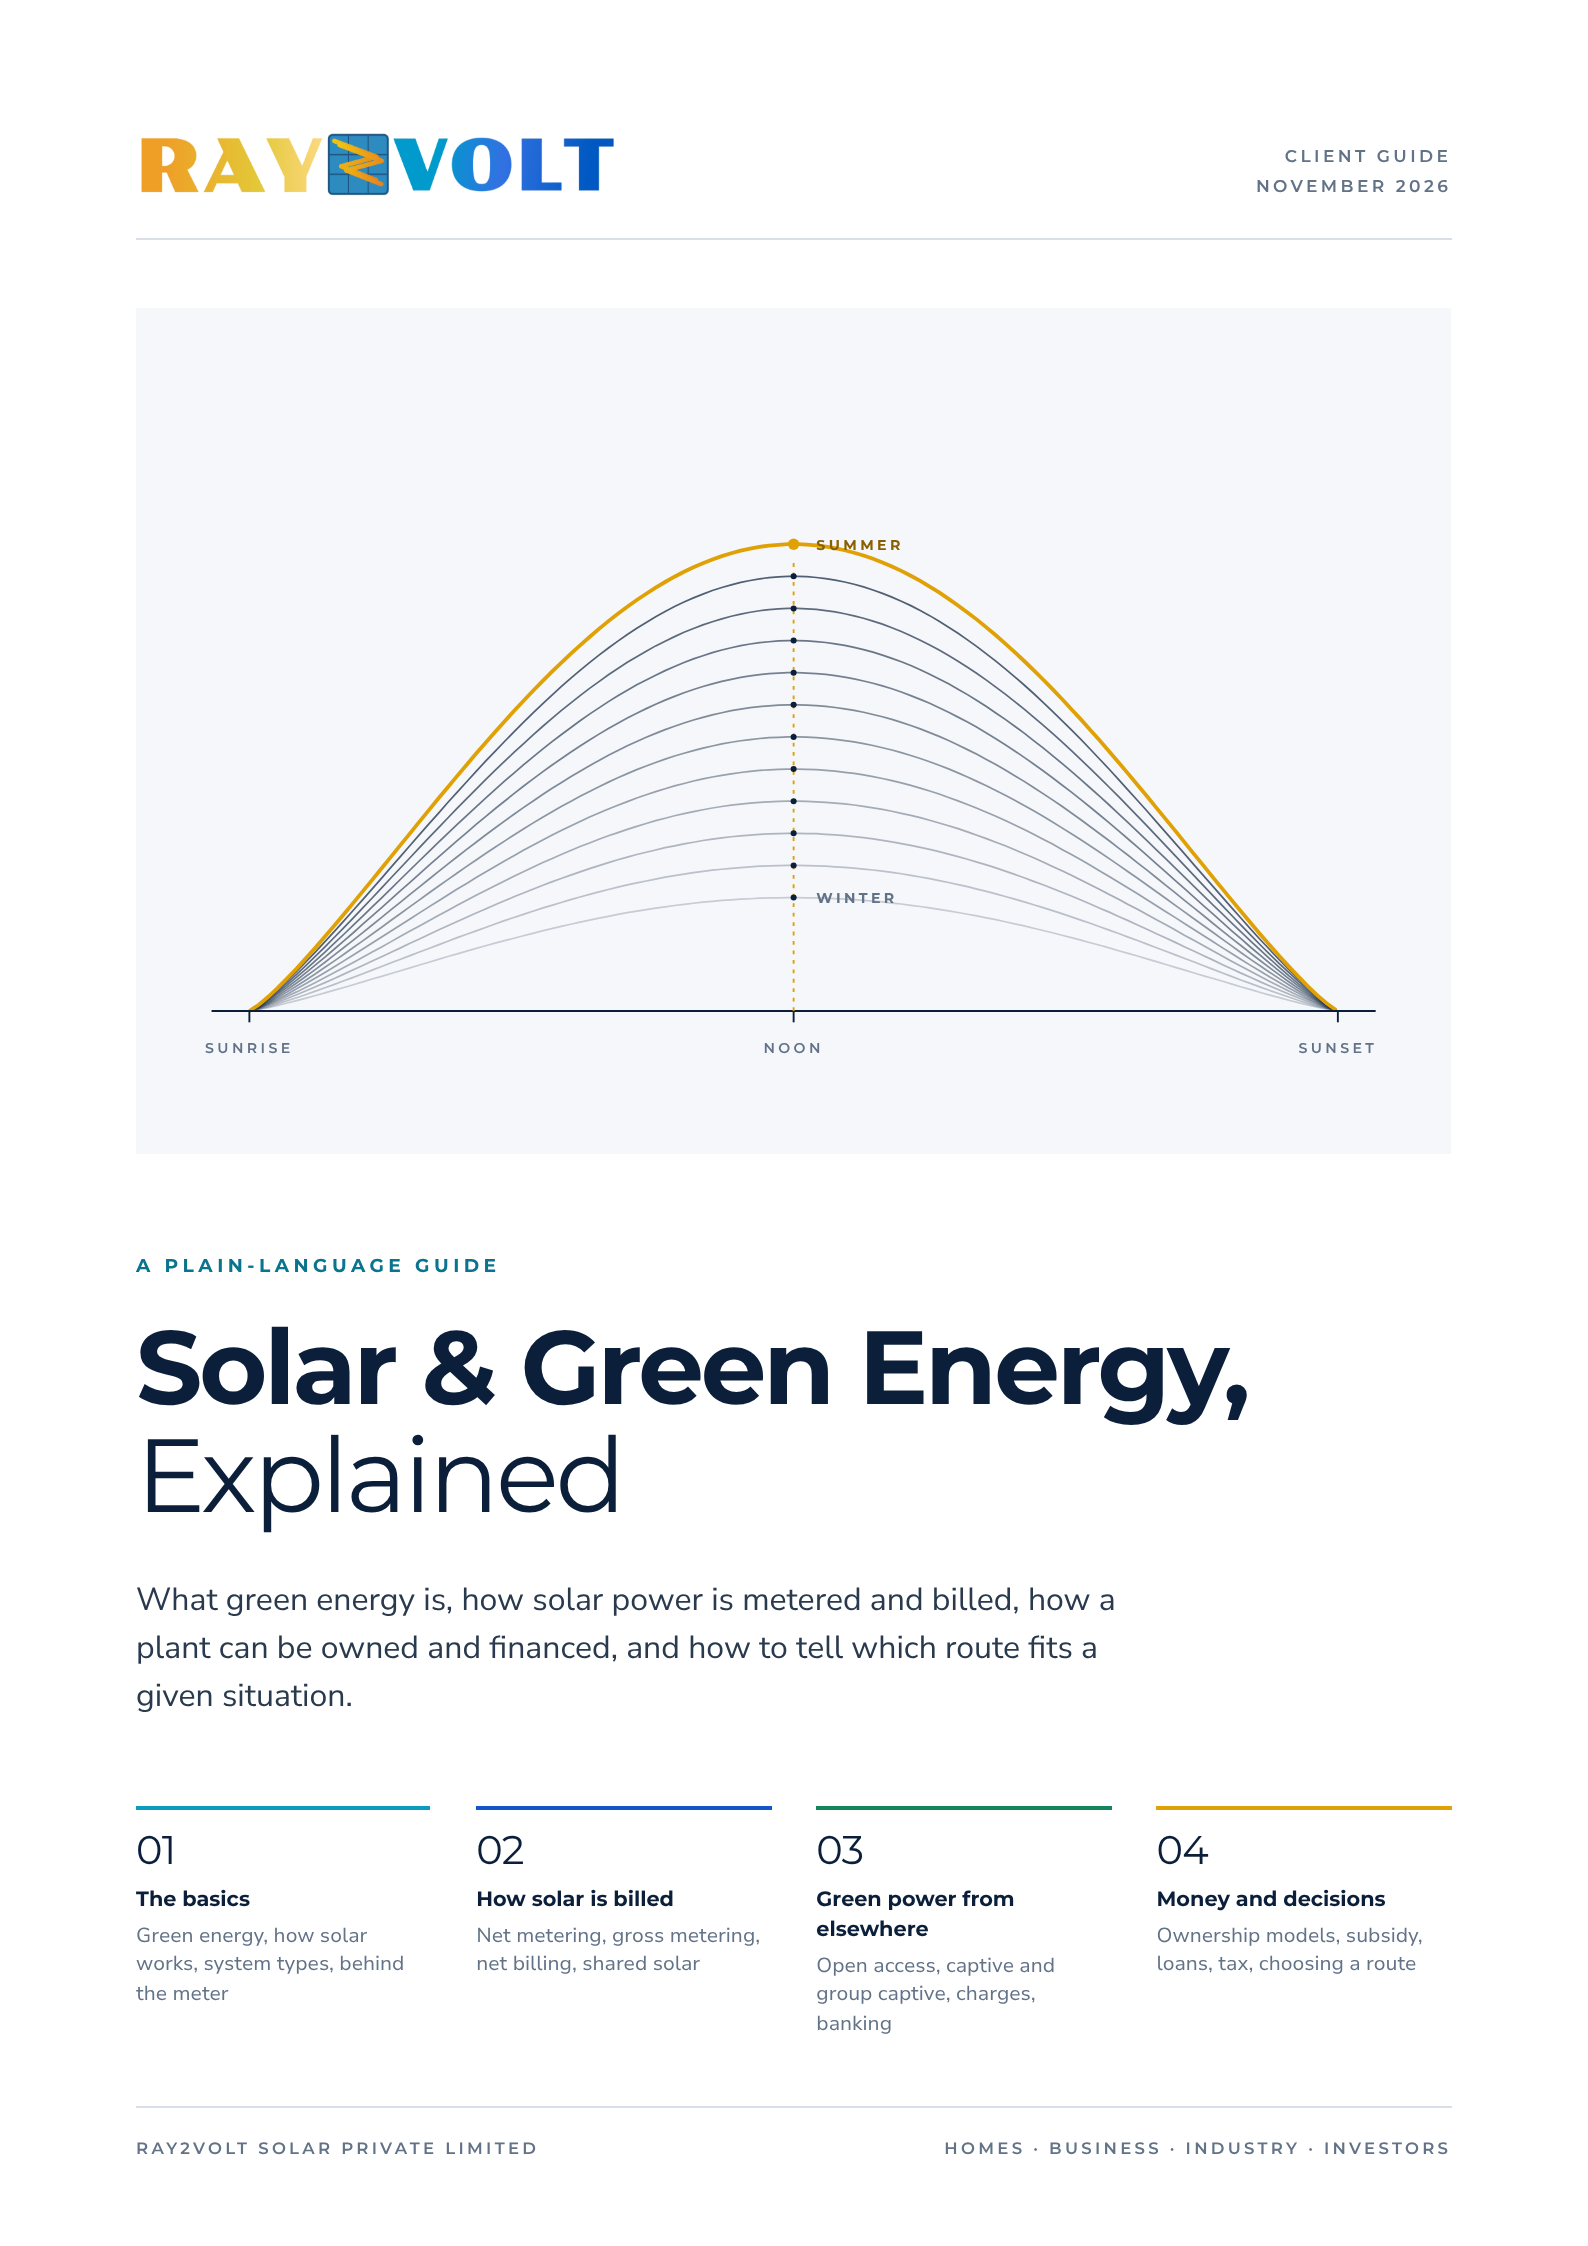 RAY2VOLT
CLIENT GUIDE
NOVEMBER 2026
SUMMER
WINTER
SUNRISE
NOON
SUNSET
A PLAIN-LANGUAGE GUIDE
Solar & Green Energy,
Explained
What green energy is, how solar power is metered and billed, how a
plant can be owned and financed, and how to tell which route fits a
given situation.
01
The basics
Green energy, how solar
works, system types, behind
the meter
02
How solar is billed
Net metering, gross metering,
net billing, shared solar
03
Green power from
elsewhere
Open access, captive and
group captive, charges,
banking
04
Money and decisions
Ownership models, subsidy,
loans, tax, choosing a route
RAY2VOLT SOLAR PRIVATE LIMITED
HOMES · BUSINESS · INDUSTRY · INVESTORS